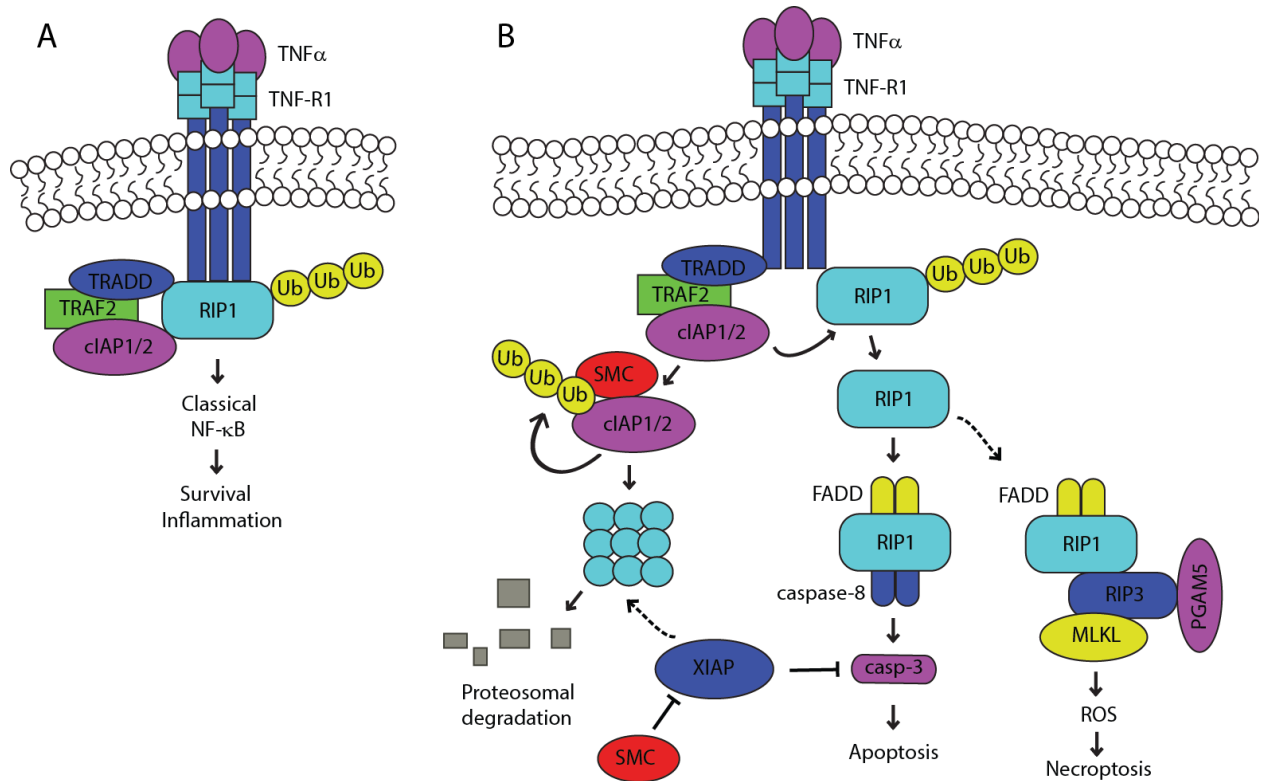 A
TNFα
TNF-R1
TRADD
TRAF2
cIAP1/2
RIP1
Ub
Ub
Ub
Classical
NF-κB
Survival
Inflammation
B
TNFα
TNF-R1
TRADD
TRAF2
cIAP1/2
RIP1
Ub
Ub
Ub
Ub
Ub
Ub
SMC
cIAP1/2
RIP1
FADD
RIP1
caspase-8
FADD
RIP1
RIP3
PGAM5
MLKL
XIAP
casp-3
Proteosomal
degradation
SMC
Apoptosis
ROS
Necroptosis